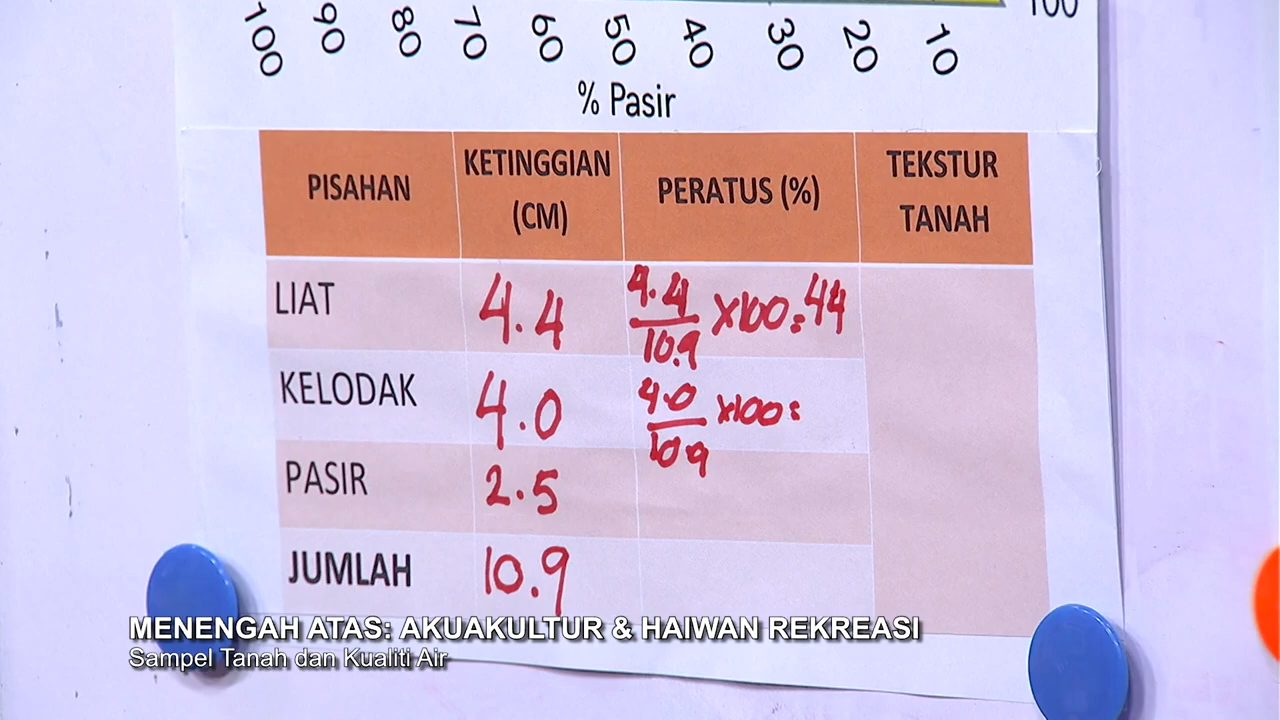 100 90 80 70 60 50 40 30 20 10
100
% Pasir
PISAHAN KETINGGIAN (CM) PERATUS (%) TEKSTUR TANAH
LIAT 4.4 4.4/10.9 x100=44
KELODAK 4.0 4.0/10.9 x100=
PASIR 2.5
JUMLAH 10.9
MENENGAH ATAS: AKUAKULTUR & HAIWAN REKREASI
Sampel Tanah dan Kualiti Air